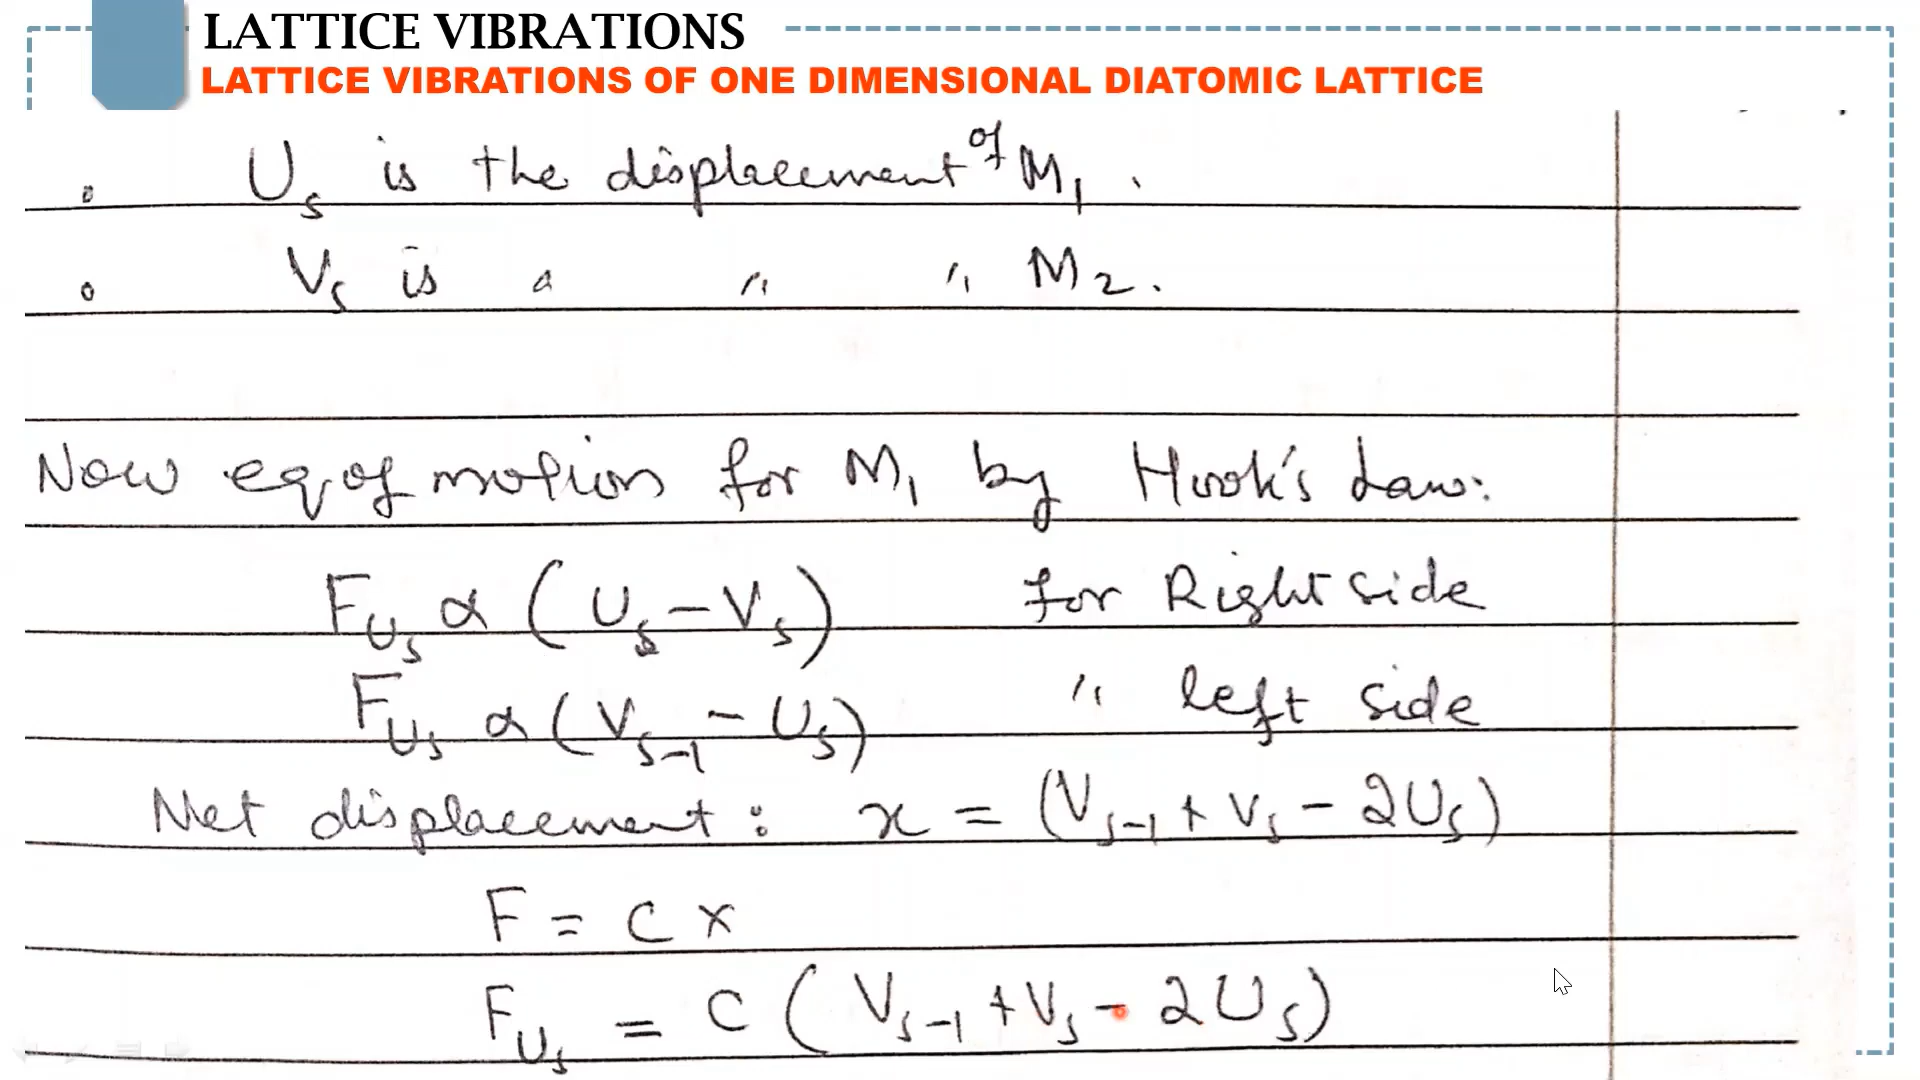 LATTICE VIBRATIONS
LATTICE VIBRATIONS OF ONE DIMENSIONAL DIATOMIC LATTICE
Us is the displacement of M1.
Vs is " " " M2.
Now eq of motion for M1 by Hook's Law:
FUs α (Us - Vs) for Right side
FUs α (Vs-1 - Us) " left side
Net displacement : x = (Vs-1 + Vs - 2Us)
F = Cx
FUs = C (Vs-1 + Vs - 2Us)